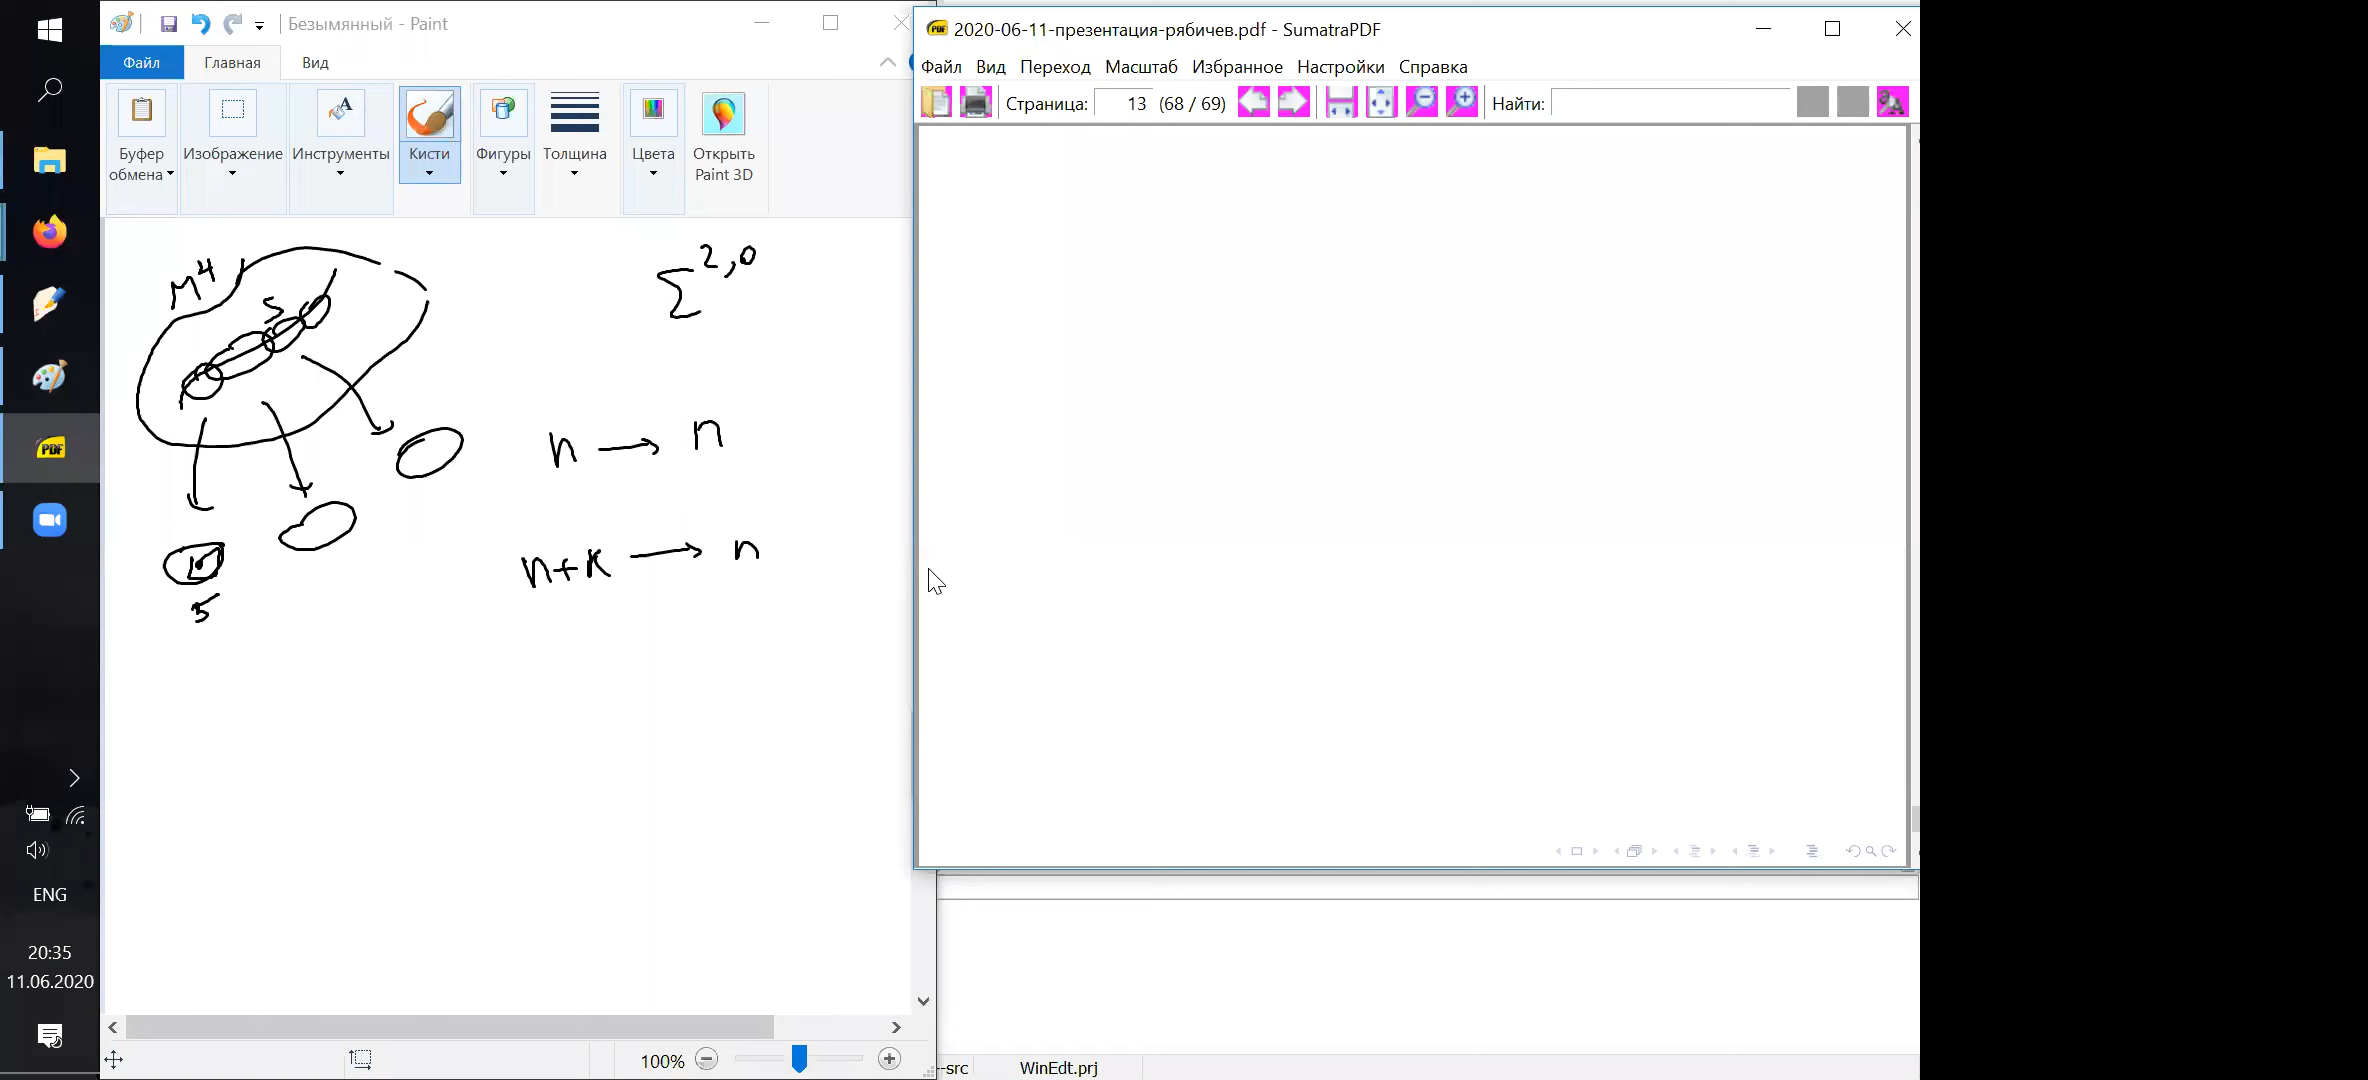 Безымянный - Paint
Файл Главная Вид
Буфер обмена
Изображение
Инструменты
Кисти
Фигуры
Толщина
Цвета
Открыть Paint 3D
M⁴
S
Σ²,⁰
n → n
n+k → n
5
100%
2020-06-11-презентация-рябичев.pdf - SumatraPDF
Файл Вид Переход Масштаб Избранное Настройки Справка
Страница: 13 (68 / 69) Найти:
PDF
ENG
20:35
11.06.2020
--src WinEdt.prj